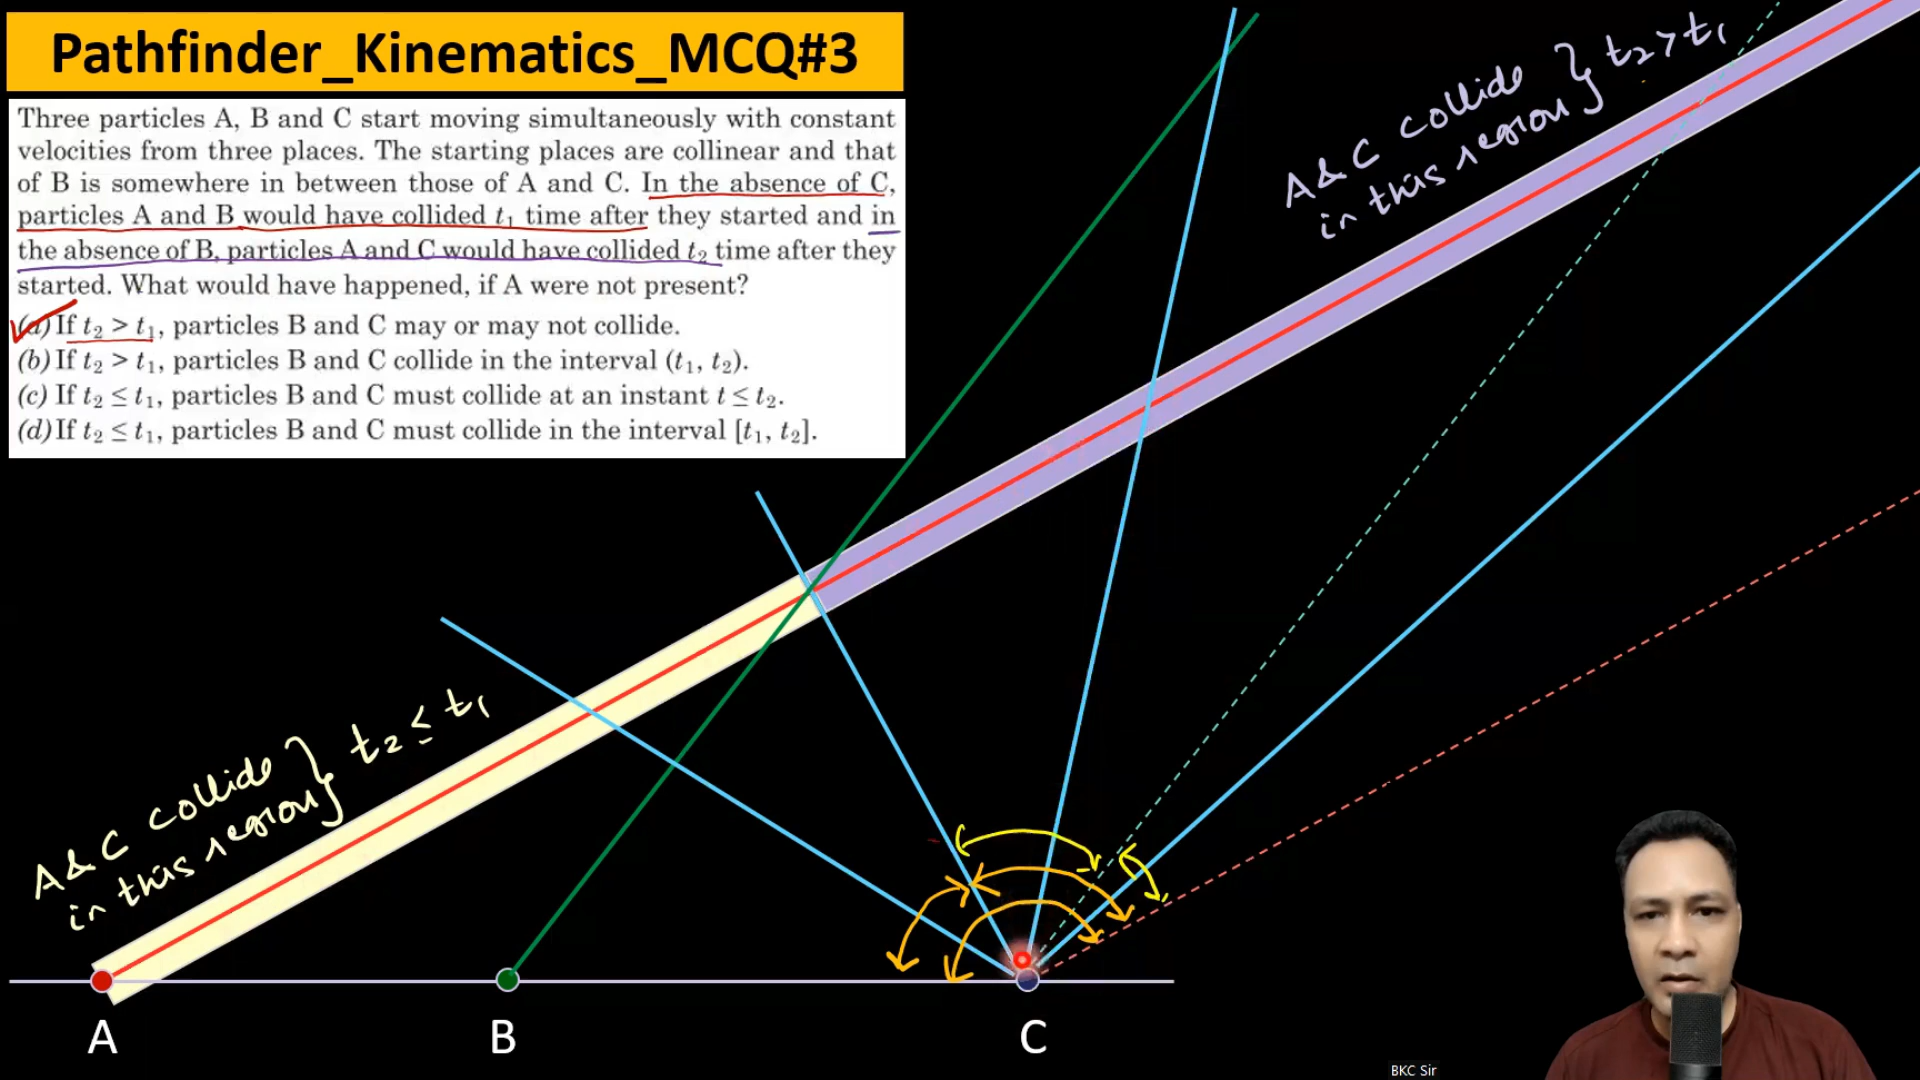 Pathfinder_Kinematics_MCQ#3
Three particles A, B and C start moving simultaneously with constant
velocities from three places. The starting places are collinear and that
of B is somewhere in between those of A and C. In the absence of C,
particles A and B would have collided t₁ time after they started and in
the absence of B, particles A and C would have collided t₂ time after they
started. What would have happened, if A were not present?
(a) If t₂ > t₁, particles B and C may or may not collide.
(b) If t₂ > t₁, particles B and C collide in the interval (t₁, t₂).
(c) If t₂ ≤ t₁, particles B and C must collide at an instant t ≤ t₂.
(d) If t₂ ≤ t₁, particles B and C must collide in the interval [t₁, t₂].
A & C collide
in this region } t₂ > t₁
A & C collide
in this region } t₂ ≤ t₁
A
B
C
BKC Sir